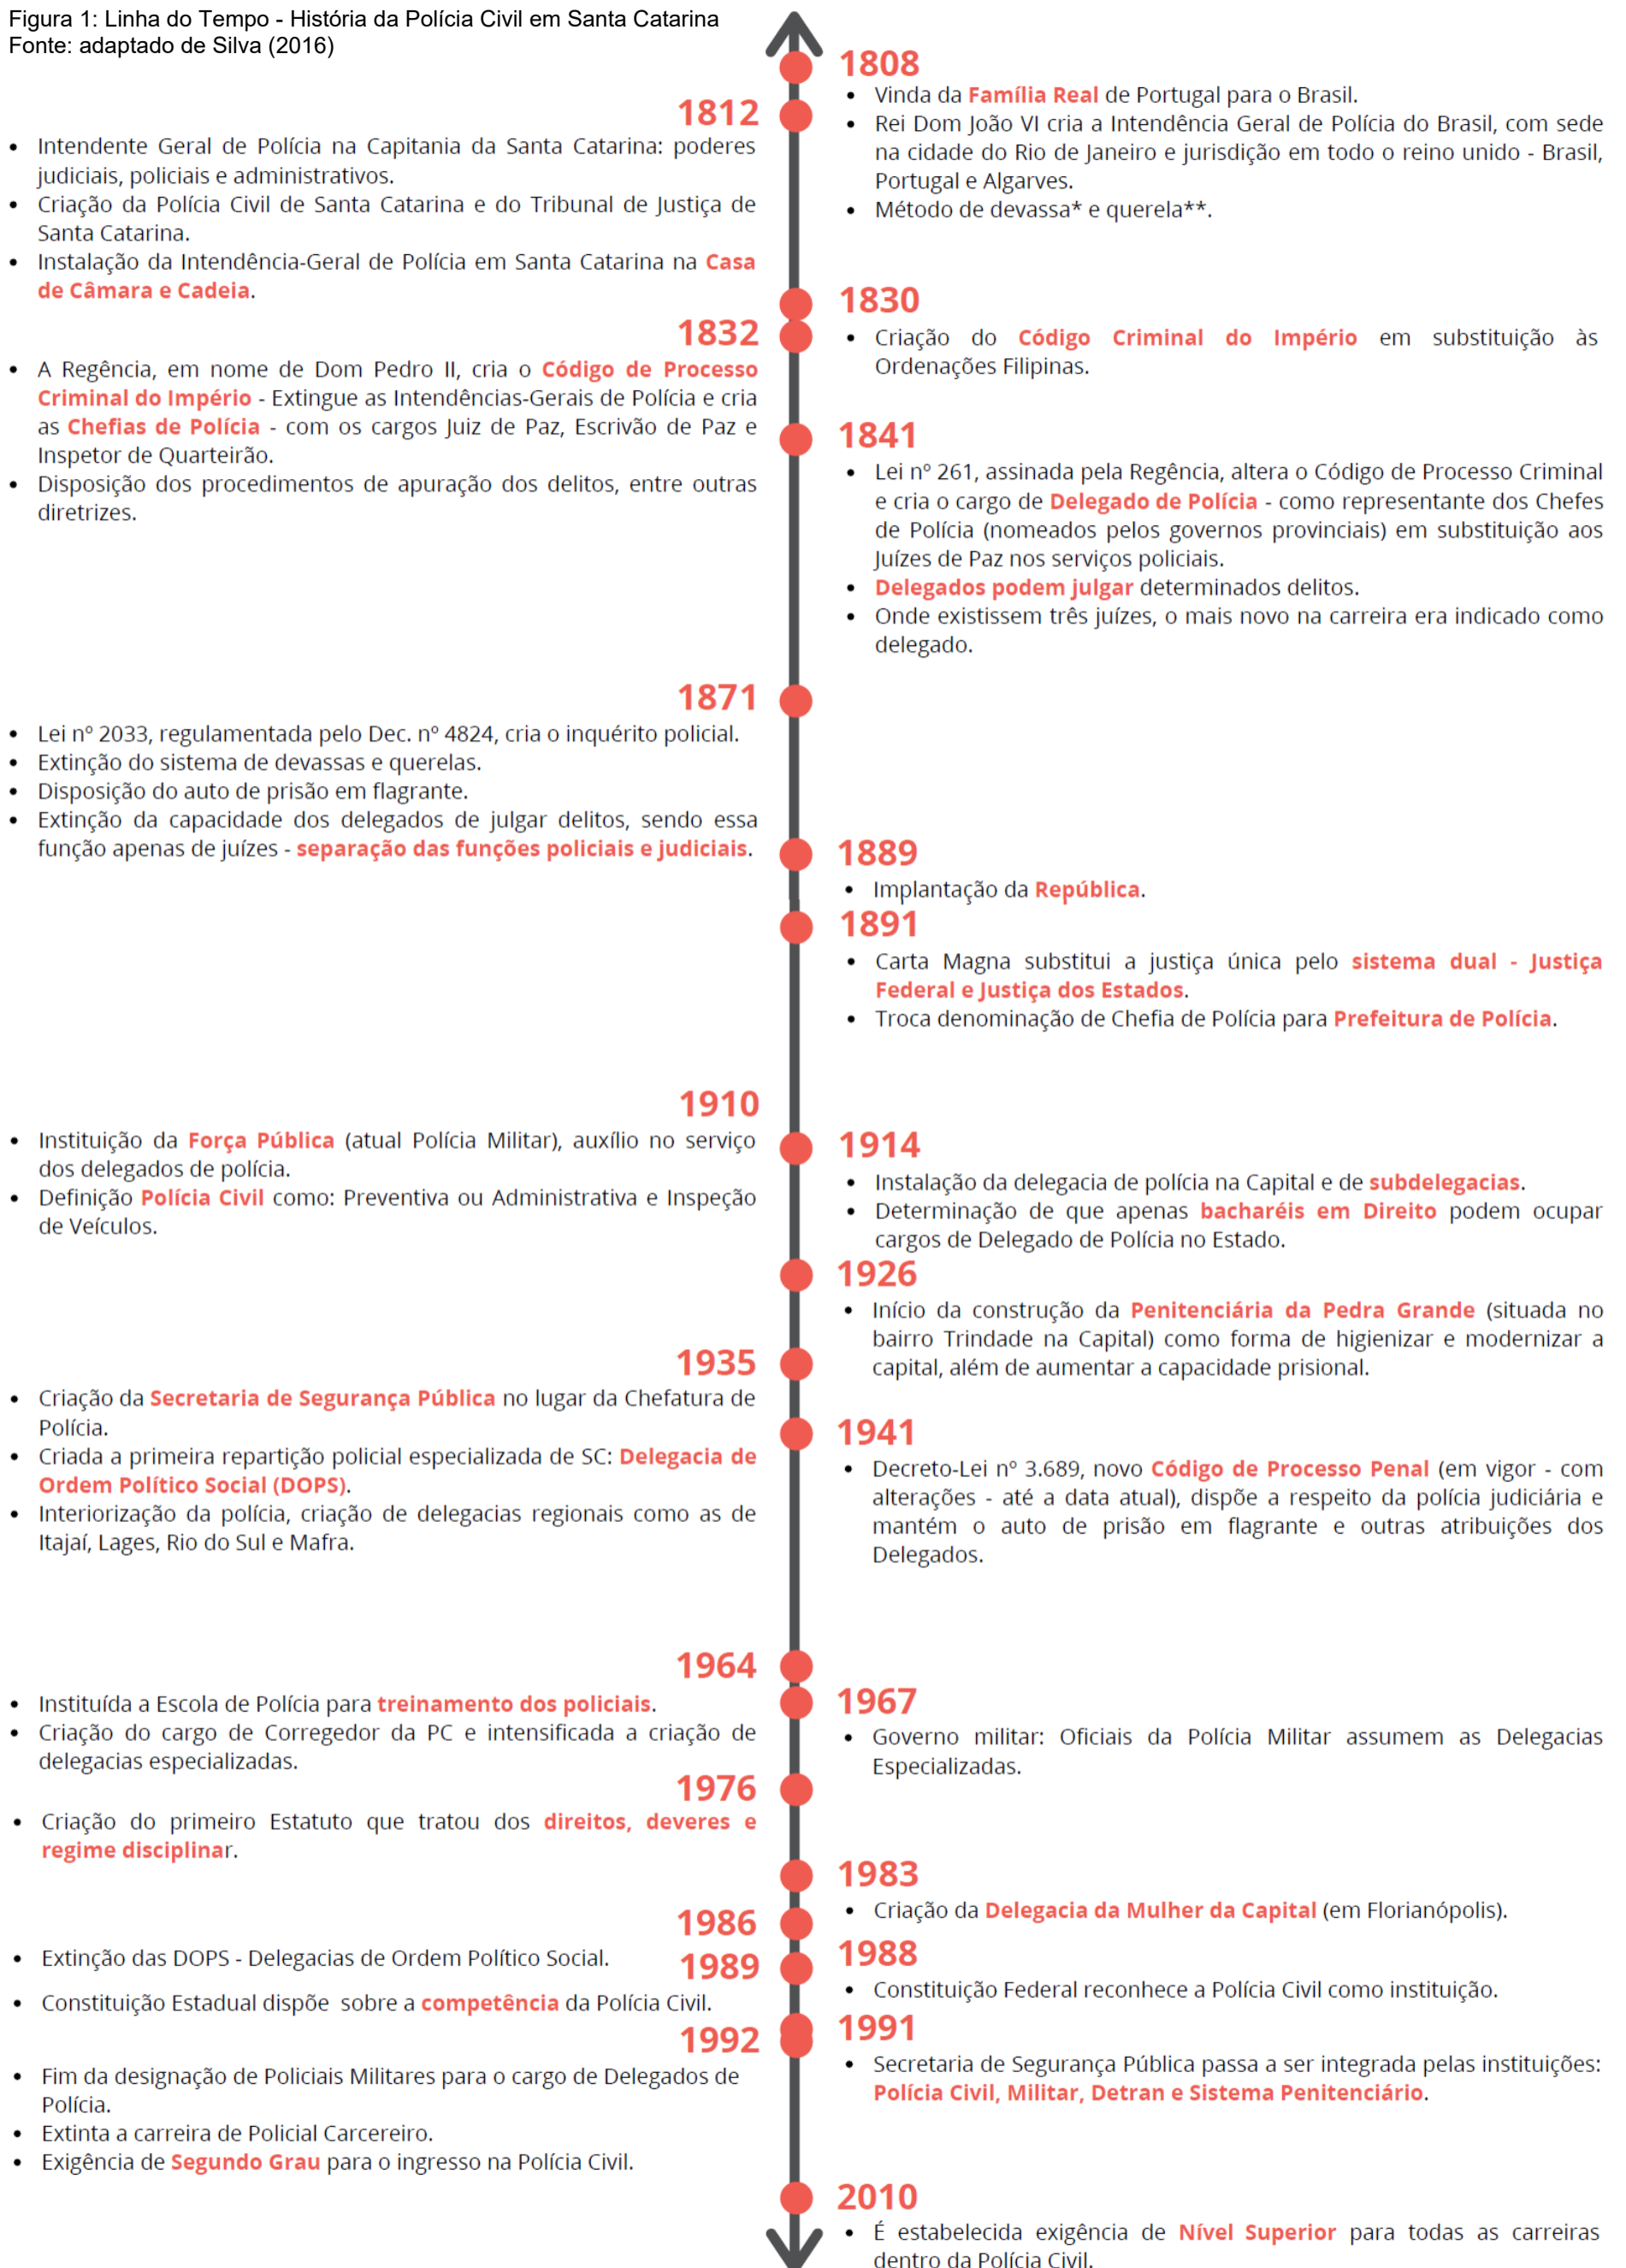 Figura 1: Linha do Tempo - História da Polícia Civil em Santa Catarina
Fonte: adaptado de Silva (2016)
1808
• Vinda da Família Real de Portugal para o Brasil.
• Rei Dom João VI cria a Intendência Geral de Polícia do Brasil, com sede
na cidade do Rio de Janeiro e jurisdição em todo o reino unido - Brasil,
Portugal e Algarves.
• Método de devassa* e querela**.
1812
• Intendente Geral de Polícia na Capitania da Santa Catarina: poderes
judiciais, policiais e administrativos.
• Criação da Polícia Civil de Santa Catarina e do Tribunal de Justiça de
Santa Catarina.
• Instalação da Intendência-Geral de Polícia em Santa Catarina na Casa
de Câmara e Cadeia.
1830
• Criação do Código Criminal do Império em substituição às
Ordenações Filipinas.
1832
• A Regência, em nome de Dom Pedro II, cria o Código de Processo
Criminal do Império - Extingue as Intendências-Gerais de Polícia e cria
as Chefias de Polícia - com os cargos Juiz de Paz, Escrivão de Paz e
Inspetor de Quarteirão.
• Disposição dos procedimentos de apuração dos delitos, entre outras
diretrizes.
1841
• Lei nº 261, assinada pela Regência, altera o Código de Processo Criminal
e cria o cargo de Delegado de Polícia - como representante dos Chefes
de Polícia (nomeados pelos governos provinciais) em substituição aos
Juízes de Paz nos serviços policiais.
• Delegados podem julgar determinados delitos.
• Onde existissem três juízes, o mais novo na carreira era indicado como
delegado.
1871
• Lei nº 2033, regulamentada pelo Dec. nº 4824, cria o inquérito policial.
• Extinção do sistema de devassas e querelas.
• Disposição do auto de prisão em flagrante.
• Extinção da capacidade dos delegados de julgar delitos, sendo essa
função apenas de juízes - separação das funções policiais e judiciais.
1889
• Implantação da República.
1891
• Carta Magna substitui a justiça única pelo sistema dual - Justiça
Federal e Justiça dos Estados.
• Troca denominação de Chefia de Polícia para Prefeitura de Polícia.
1910
• Instituição da Força Pública (atual Polícia Militar), auxílio no serviço
dos delegados de polícia.
• Definição Polícia Civil como: Preventiva ou Administrativa e Inspeção
de Veículos.
1914
• Instalação da delegacia de polícia na Capital e de subdelegacias.
• Determinação de que apenas bacharéis em Direito podem ocupar
cargos de Delegado de Polícia no Estado.
1926
• Início da construção da Penitenciária da Pedra Grande (situada no
bairro Trindade na Capital) como forma de higienizar e modernizar a
capital, além de aumentar a capacidade prisional.
1935
• Criação da Secretaria de Segurança Pública no lugar da Chefatura de
Polícia.
• Criada a primeira repartição policial especializada de SC: Delegacia de
Ordem Político Social (DOPS).
• Interiorização da polícia, criação de delegacias regionais como as de
Itajaí, Lages, Rio do Sul e Mafra.
1941
• Decreto-Lei nº 3.689, novo Código de Processo Penal (em vigor - com
alterações - até a data atual), dispõe a respeito da polícia judiciária e
mantém o auto de prisão em flagrante e outras atribuições dos
Delegados.
1964
• Instituída a Escola de Polícia para treinamento dos policiais.
• Criação do cargo de Corregedor da PC e intensificada a criação de
delegacias especializadas.
1967
• Governo militar: Oficiais da Polícia Militar assumem as Delegacias
Especializadas.
1976
• Criação do primeiro Estatuto que tratou dos direitos, deveres e
regime disciplinar.
1983
• Criação da Delegacia da Mulher da Capital (em Florianópolis).
1986
• Extinção das DOPS - Delegacias de Ordem Político Social.
1988
• Constituição Federal reconhece a Polícia Civil como instituição.
1989
• Constituição Estadual dispõe sobre a competência da Polícia Civil.
1991
• Secretaria de Segurança Pública passa a ser integrada pelas instituições:
Polícia Civil, Militar, Detran e Sistema Penitenciário.
1992
• Fim da designação de Policiais Militares para o cargo de Delegados de
Polícia.
• Extinta a carreira de Policial Carcereiro.
• Exigência de Segundo Grau para o ingresso na Polícia Civil.
2010
• É estabelecida exigência de Nível Superior para todas as carreiras
dentro da Polícia Civil.